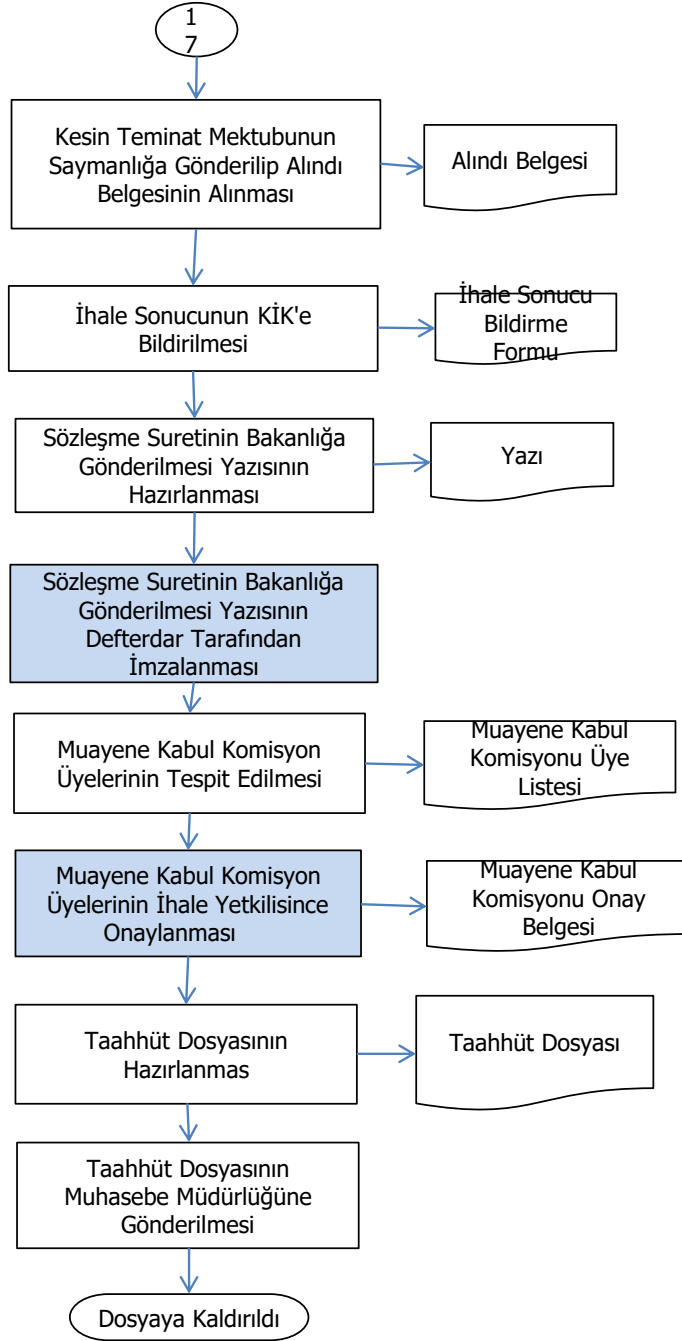 1
7
Kesin Teminat Mektubunun
Saymanlığa Gönderilip Alındı
Belgesinin Alınması
Alındı Belgesi
İhale Sonucunun KİK'e
Bildirilmesi
İhale Sonucu
Bildirme
Formu
Sözleşme Suretinin Bakanlığa
Gönderilmesi Yazısının
Hazırlanması
Yazı
Sözleşme Suretinin Bakanlığa
Gönderilmesi Yazısının
Defterdar Tarafından
İmzalanması
Muayene Kabul Komisyon
Üyelerinin Tespit Edilmesi
Muayene Kabul
Komisyonu Üye
Listesi
Muayene Kabul Komisyon
Üyelerinin İhale Yetkilisince
Onaylanması
Muayene Kabul
Komisyonu Onay
Belgesi
Taahhüt Dosyasının
Hazırlanmas
Taahhüt Dosyası
Taahhüt Dosyasının
Muhasebe Müdürlüğüne
Gönderilmesi
Dosyaya Kaldırıldı